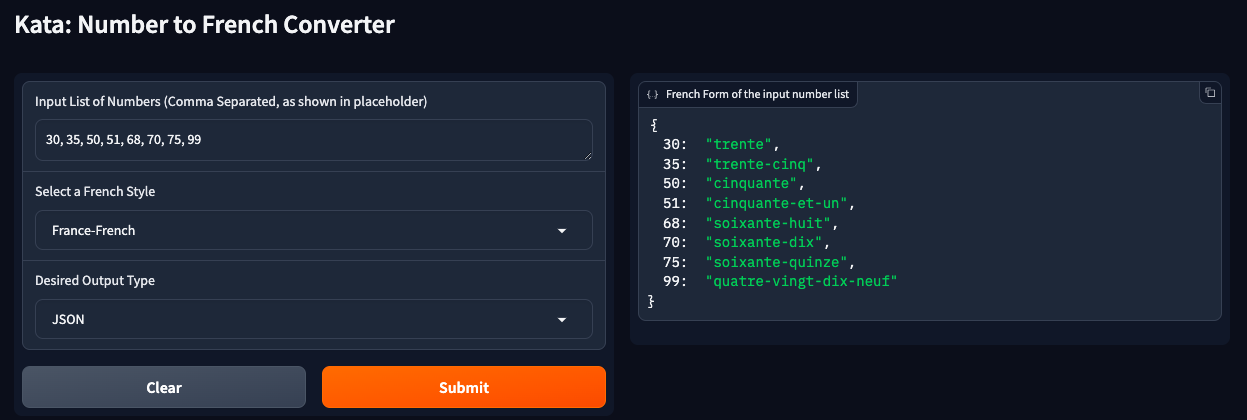 Kata: Number to French Converter
Input List of Numbers (Comma Separated, as shown in placeholder)
30, 35, 50, 51, 68, 70, 75, 99
Select a French Style
France-French
Desired Output Type
JSON
Clear
Submit
{.} French Form of the input number list
{
30: "trente",
35: "trente-cinq",
50: "cinquante",
51: "cinquante-et-un",
68: "soixante-huit",
70: "soixante-dix",
75: "soixante-quinze",
99: "quatre-vingt-dix-neuf"
}